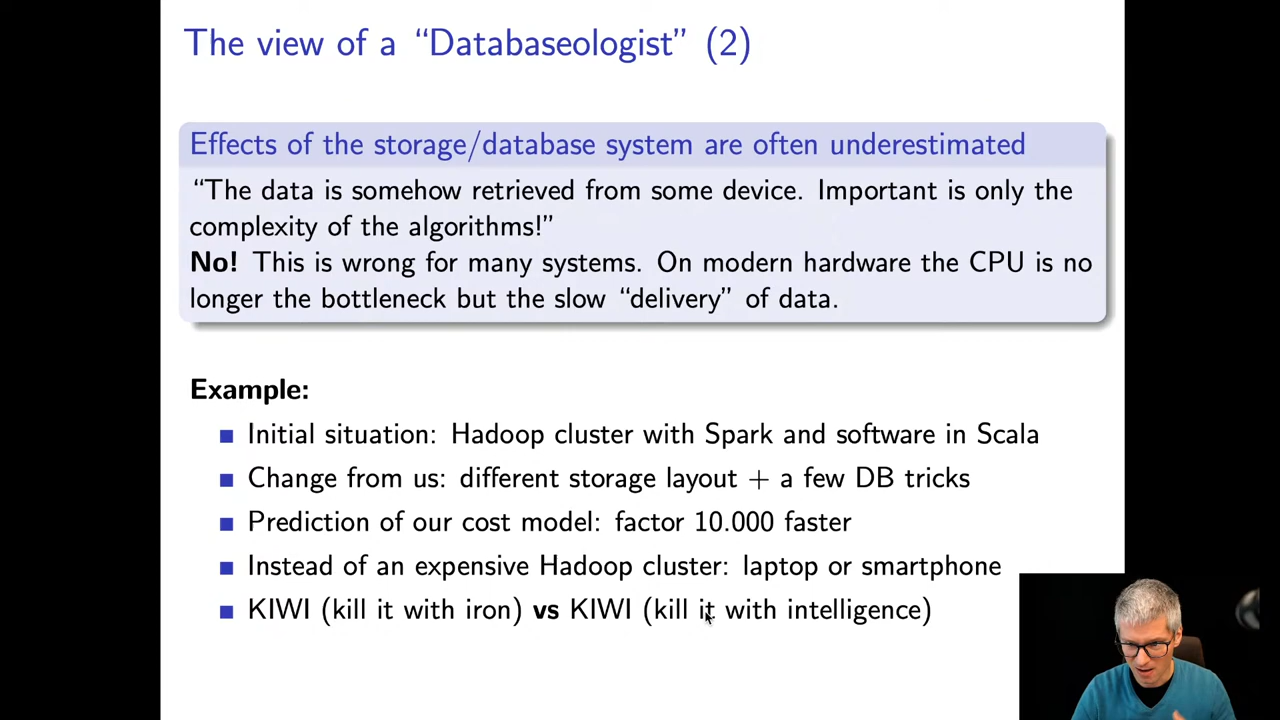 The view of a “Databaseologist” (2)
Effects of the storage/database system are often underestimated
“The data is somehow retrieved from some device. Important is only the
complexity of the algorithms!”
No! This is wrong for many systems. On modern hardware the CPU is no
longer the bottleneck but the slow “delivery” of data.
Example:
Initial situation: Hadoop cluster with Spark and software in Scala
Change from us: different storage layout + a few DB tricks
Prediction of our cost model: factor 10.000 faster
Instead of an expensive Hadoop cluster: laptop or smartphone
KIWI (kill it with iron) vs KIWI (kill it with intelligence)